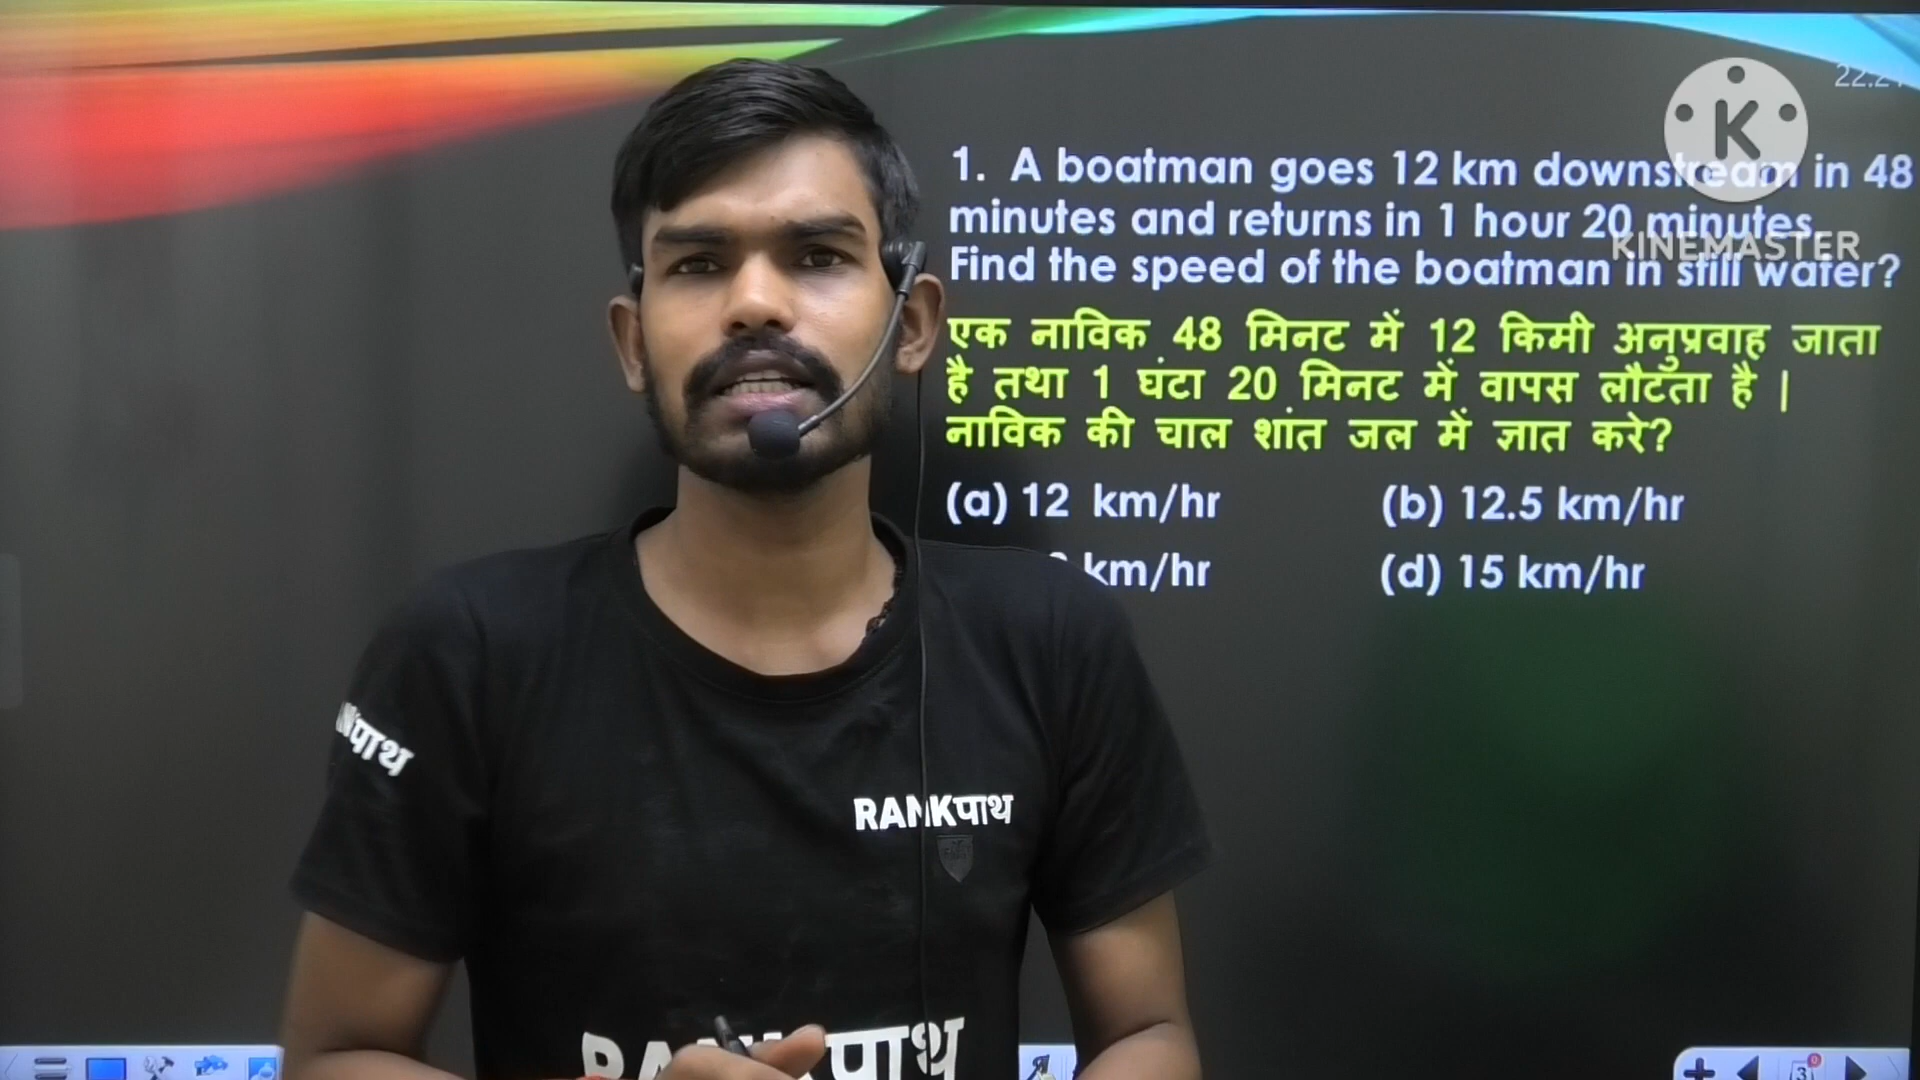 1. A boatman goes 12 km downstream in 48
minutes and returns in 1 hour 20 minutes.
Find the speed of the boatman in still water?
एक नाविक 48 मिनट में 12 किमी अनुप्रवाह जाता
है तथा 1 घंटा 20 मिनट में वापस लौटता है |
नाविक की चाल शांत जल में ज्ञात करे?
(a) 12 km/hr
(b) 12.5 km/hr
km/hr
(d) 15 km/hr
K
KINEMASTER
पाथ
RANKपाथ
पाथ
3
0